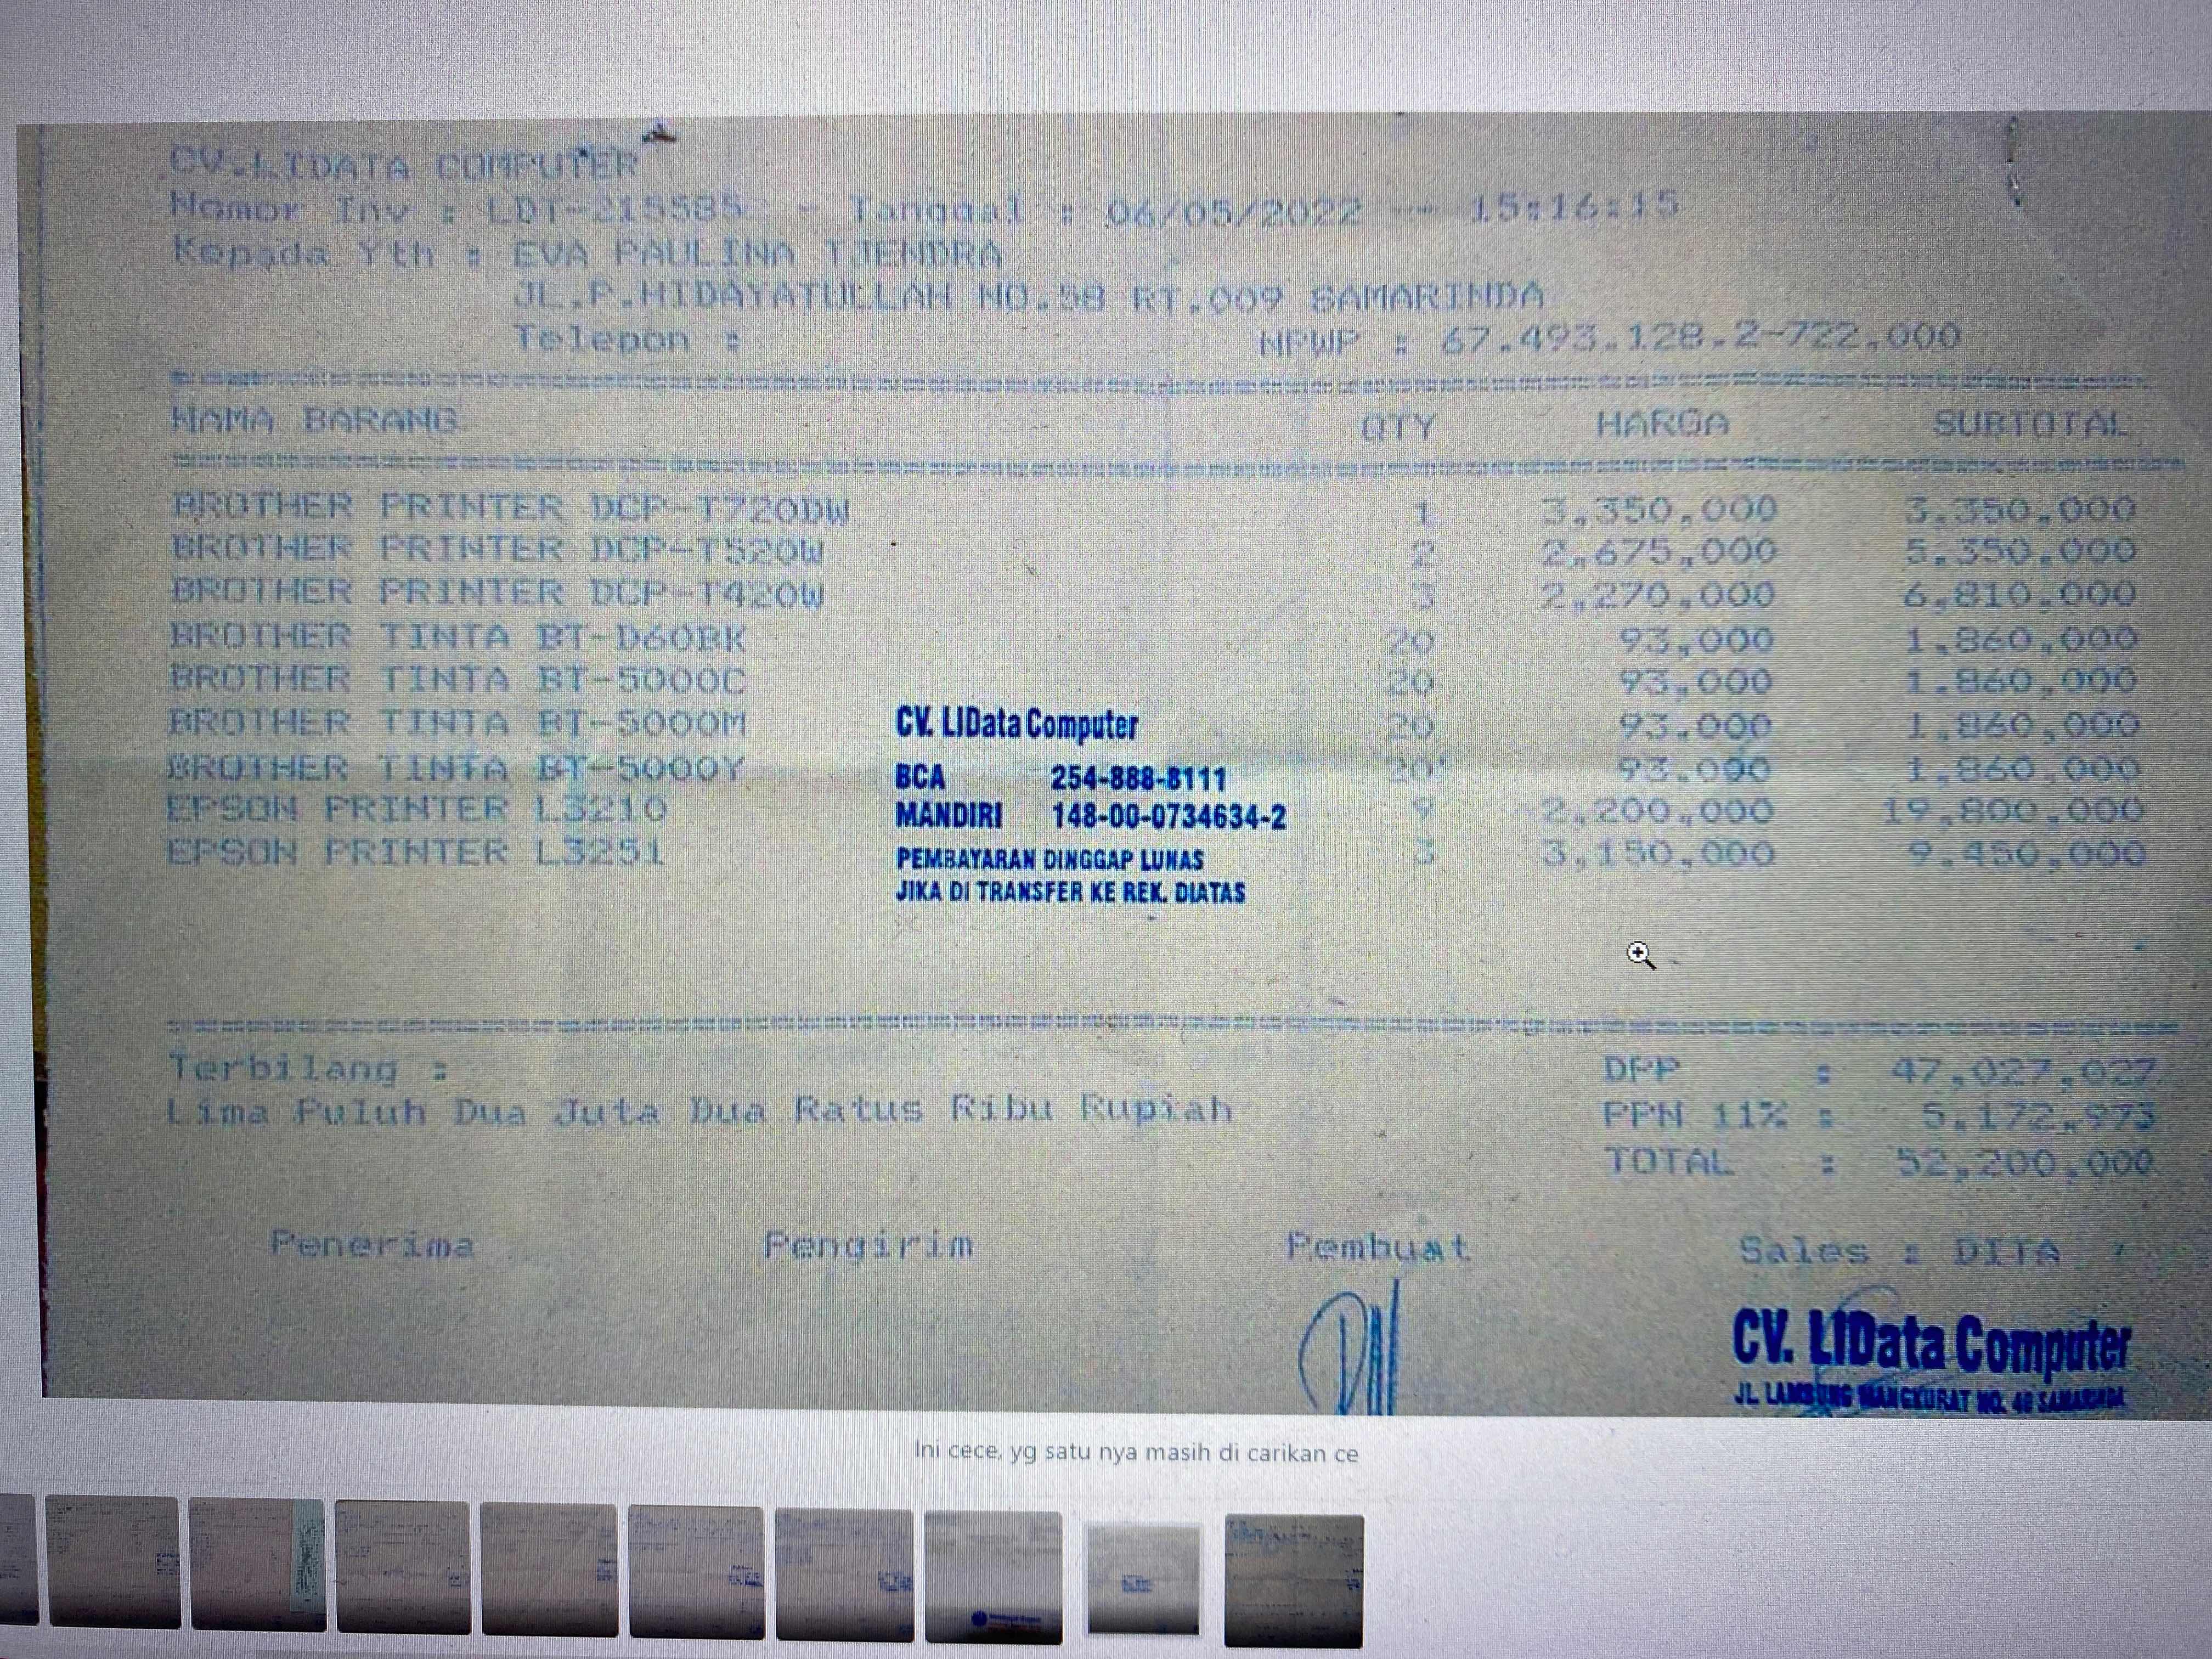 CV.LIDATA COMPUTER
Nomor Inv : LDT-215585 - Tanggal : 06/05/2022 -- 15:16:15
Kepada Yth : EVA PAULINA TJENDRA
JL.P.HIDAYATULLAH NO.58 RT.009 SAMARINDA
Telepon : NPWP : 67.493.128.2-722.000
NAMA BARANG QTY HARGA SUBTOTAL
BROTHER PRINTER DCP-T720DW 1 3,350,000 3,350,000
BROTHER PRINTER DCP-T520W 2 2,675,000 5,350,000
BROTHER PRINTER DCP-T420W 3 2,270,000 6,810,000
BROTHER TINTA BT-D60BK 20 93,000 1,860,000
BROTHER TINTA BT-5000C 20 93,000 1,860,000
BROTHER TINTA BT-5000M 20 93,000 1,860,000
BROTHER TINTA BT-5000Y 20 93,000 1,860,000
EPSON PRINTER L3210 9 2,200,000 19,800,000
EPSON PRINTER L3251 3 3,150,000 9,450,000
CV. LIData Computer
BCA 254-888-8111
MANDIRI 148-00-0734634-2
PEMBAYARAN DINGGAP LUNAS
JIKA DI TRANSFER KE REK. DIATAS
Terbilang :
Lima Puluh Dua Juta Dua Ratus Ribu Rupiah
DPP : 47,027,027
PPN 11% : 5,172,973
TOTAL : 52,200,000
Penerima Pengirim Pembuat Sales : DITA
CV. LIData Computer
JL LAMBUNG MANGKURAT NO. 48 SAMARINDA
Ini cece, yg satu nya masih di carikan ce